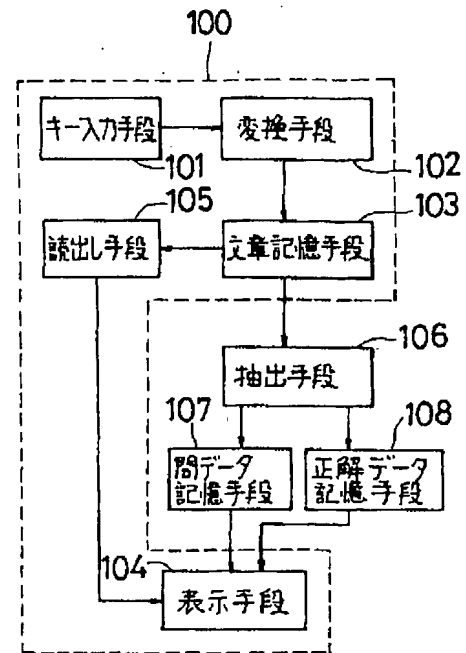 100
キー入力手段
101
変換手段
102
105
読出し手段
文章記憶手段
103
抽出手段
106
107
問データ
記憶手段
108
正解データ
記憶手段
104
表示手段